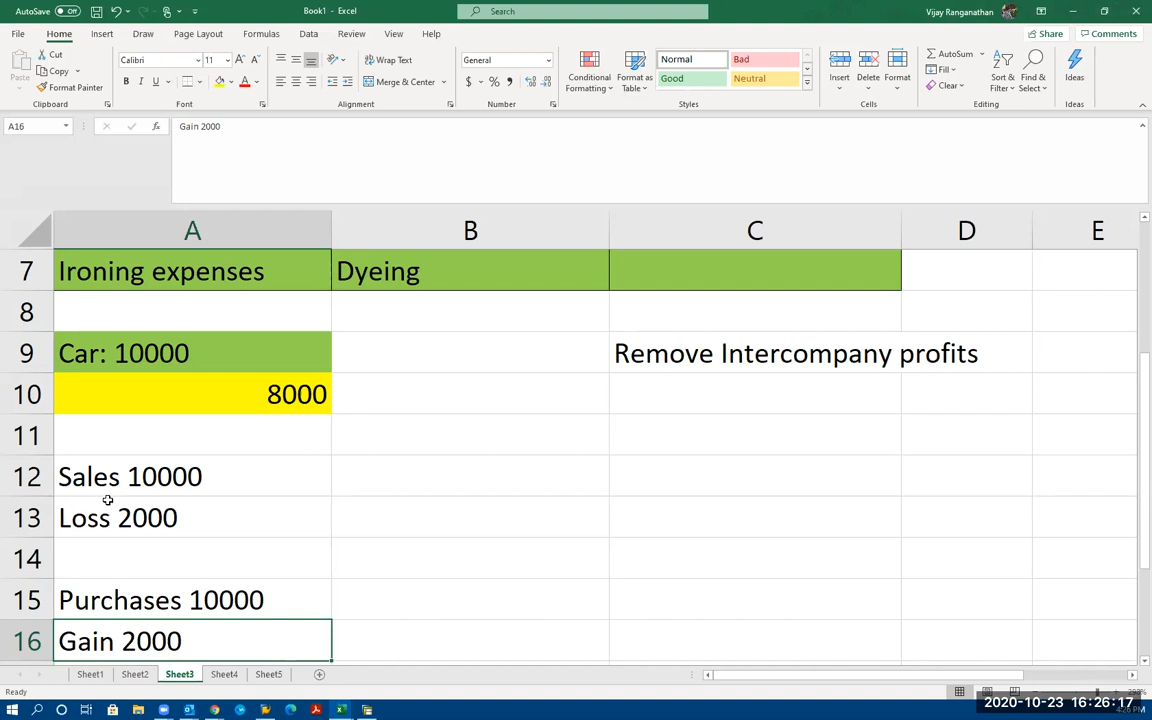 AutoSave Off
Book1 - Excel
Search
Vijay Ranganathan
File Home Insert Draw Page Layout Formulas Data Review View Help
Share Comments
Paste
Cut
Copy
Format Painter
Clipboard
Calibri 11
B I U
Font
Wrap Text
Merge & Center
Alignment
General
$ % ,
Number
Conditional Formatting
Format as Table
Normal Bad
Good Neutral
Styles
Insert Delete Format
Cells
AutoSum
Fill
Clear
Sort & Filter
Find & Select
Editing
Ideas
Ideas
A16
fx
Gain 2000
A B C D E
7 Ironing expenses Dyeing
8
9 Car: 10000 Remove Intercompany profits
10 8000
11
12 Sales 10000
13 Loss 2000
14
15 Purchases 10000
16 Gain 2000
Sheet1 Sheet2 Sheet3 Sheet4 Sheet5
Ready
2020-10-23 16:26:17